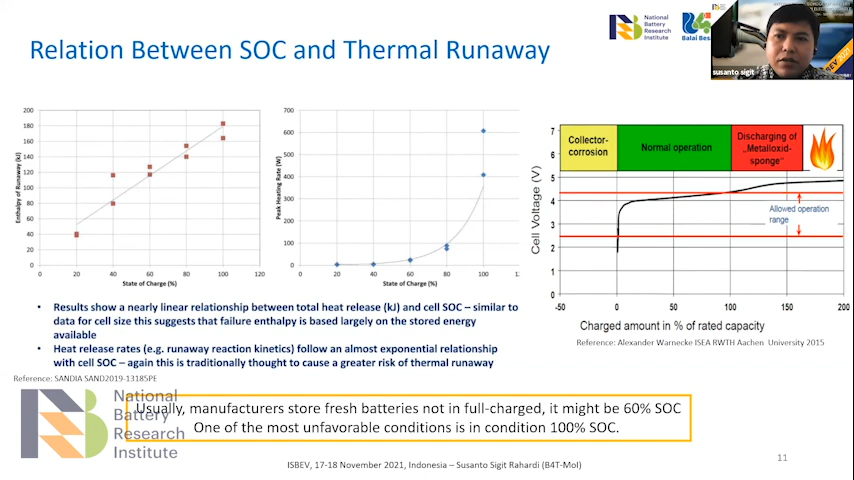 Relation Between SOC and Thermal Runaway
National
Battery
Research
Institute
Balai Bes
susanto sigit
200
180
160
140
120
100
80
60
40
20
0
Enthalpy of Runaway (kJ)
0 20 40 60 80 100 120
State of Charge (%)
700
600
500
400
300
200
100
0
Peak Heating Rate (W)
0 20 40 60 80 100
State of Charge (%)
Collector-
corrosion
Normal operation
Discharging of
„Metalloxid-
sponge“
7
6
5
4
3
2
1
0
Cell Voltage (V)
Allowed operation
range
-50 0 50 100 150 200
Charged amount in % of rated capacity
Reference: Alexander Warnecke ISEA RWTH Aachen University 2015
• Results show a nearly linear relationship between total heat release (kJ) and cell SOC – similar to
data for cell size this suggests that failure enthalpy is based largely on the stored energy
available
• Heat release rates (e.g. runaway reaction kinetics) follow an almost exponential relationship
with cell SOC – again this is traditionally thought to cause a greater risk of thermal runaway
Reference: SANDIA SAND2019-13185PE
National
Battery
Research
Institute
Usually, manufacturers store fresh batteries not in full-charged, it might be 60% SOC
One of the most unfavorable conditions is in condition 100% SOC.
ISBEV, 17-18 November 2021, Indonesia – Susanto Sigit Rahardi (B4T-MoI)
11